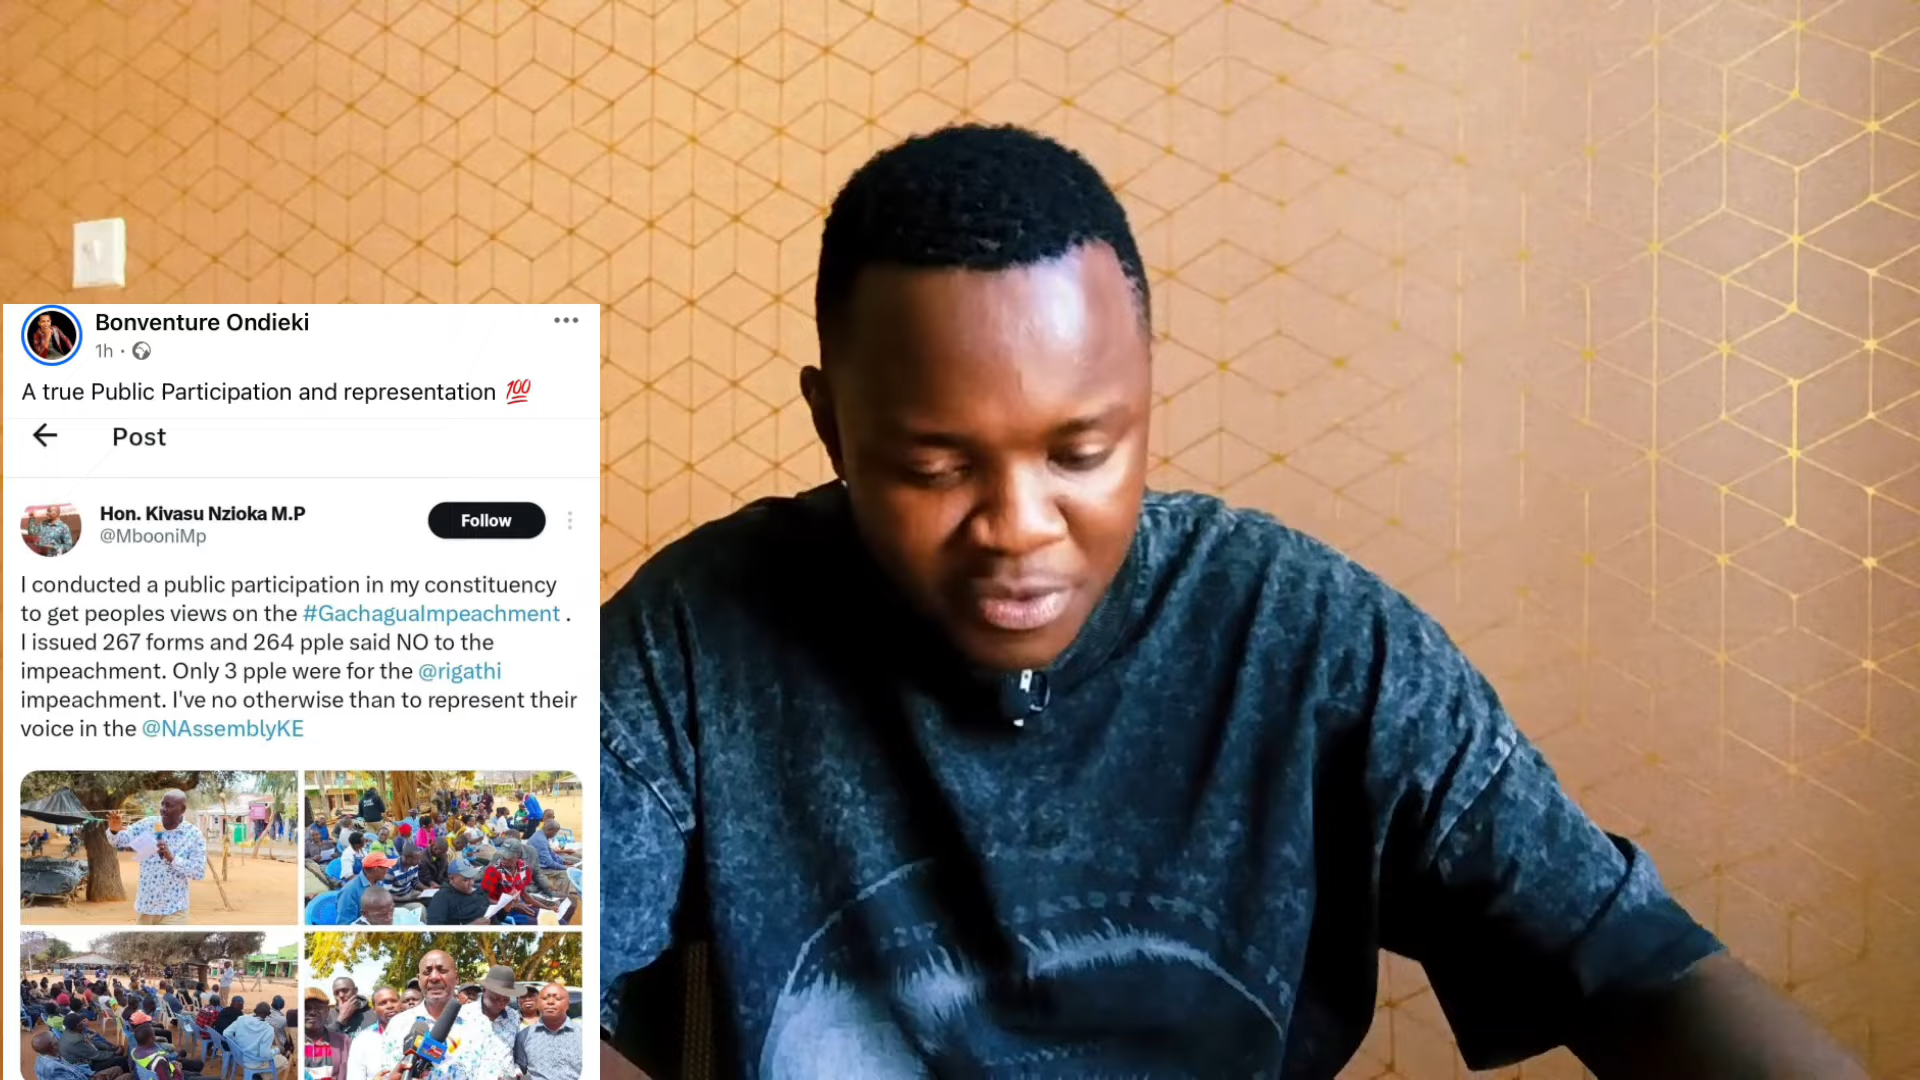 Bonventure Ondieki
1h ·
A true Public Participation and representation 💯
Post
Hon. Kivasu Nzioka M.P
@MbooniMp
Follow
I conducted a public participation in my constituency
to get peoples views on the #GachaguaImpeachment .
I issued 267 forms and 264 pple said NO to the
impeachment. Only 3 pple were for the @rigathi
impeachment. I've no otherwise than to represent their
voice in the @NAssemblyKE